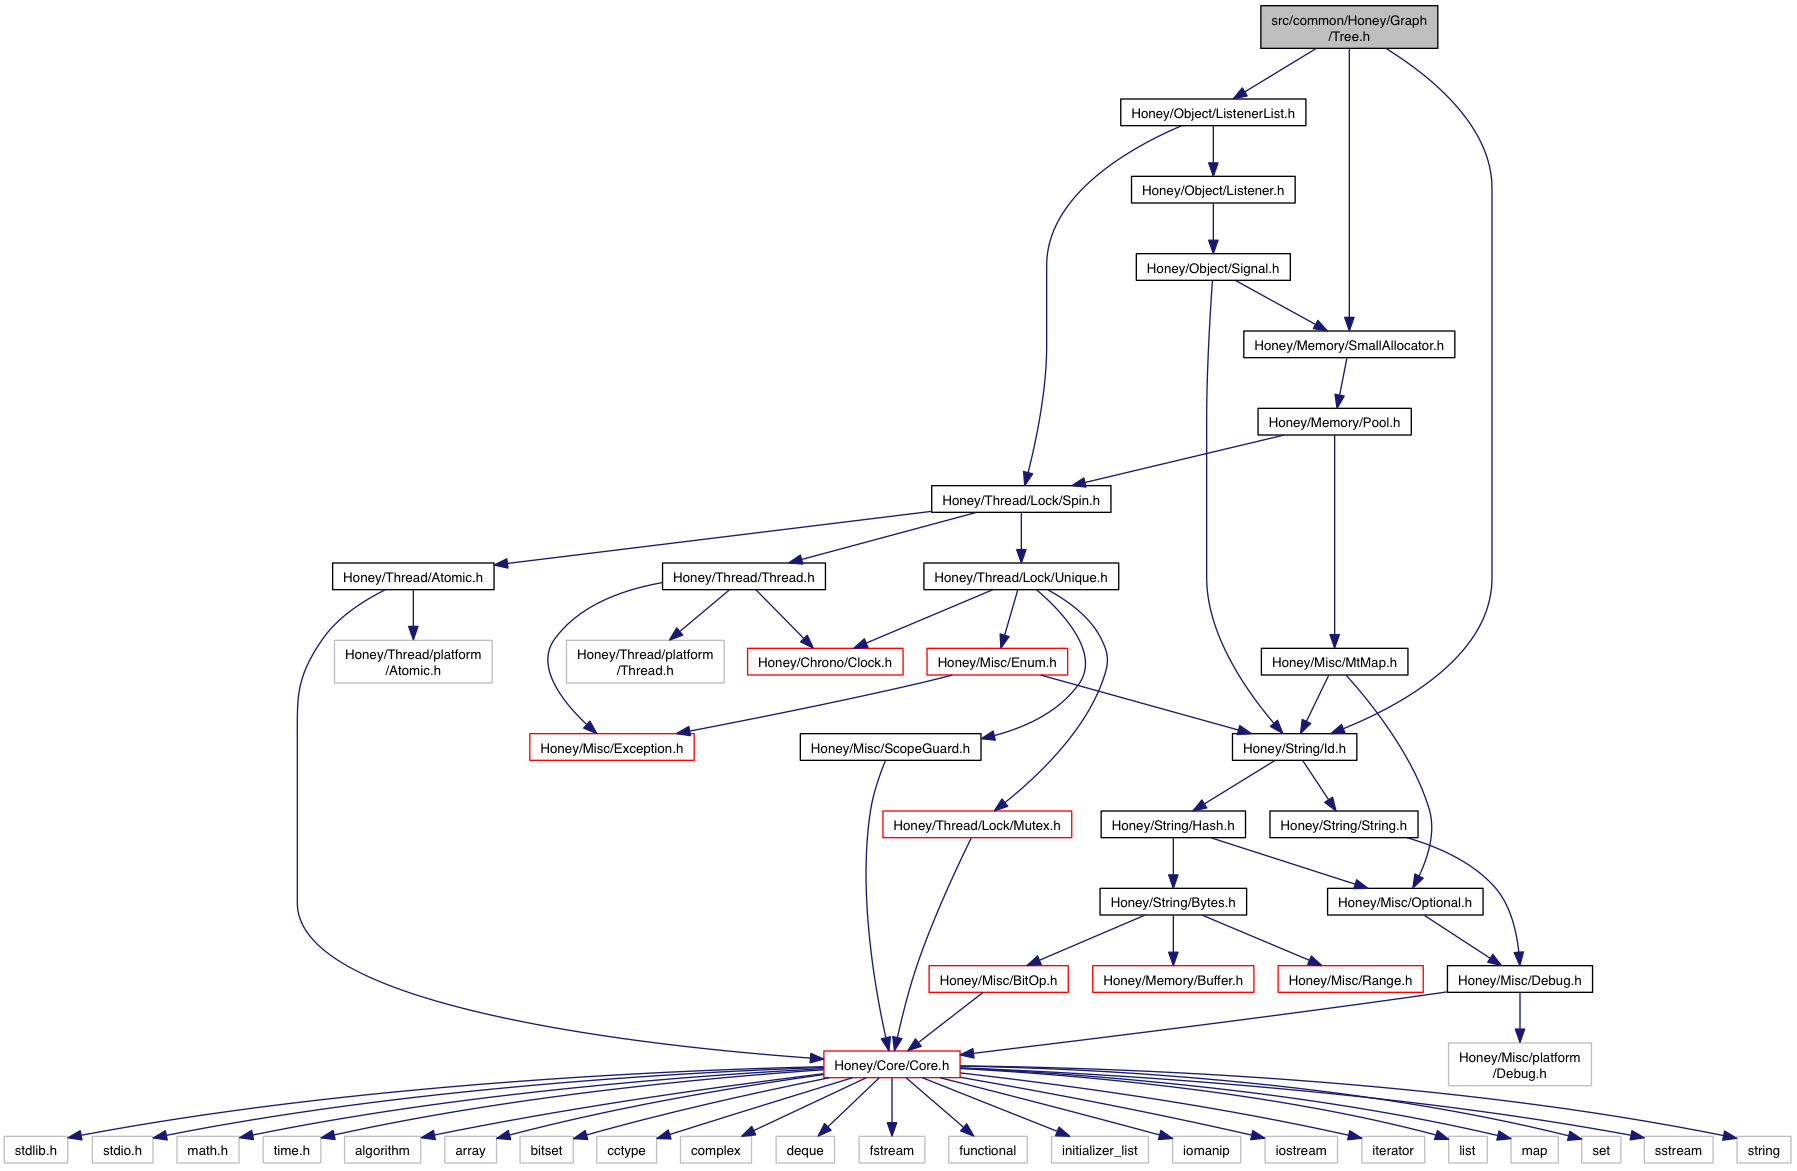 src/common/Honey/Graph
/Tree.h
Honey/Object/ListenerList.h
Honey/Object/Listener.h
Honey/Object/Signal.h
Honey/Memory/SmallAllocator.h
Honey/Memory/Pool.h
Honey/Thread/Lock/Spin.h
Honey/Thread/Atomic.h
Honey/Thread/Thread.h
Honey/Thread/Lock/Unique.h
Honey/Thread/platform
/Atomic.h
Honey/Thread/platform
/Thread.h
Honey/Chrono/Clock.h
Honey/Misc/Enum.h
Honey/Misc/MtMap.h
Honey/Misc/Exception.h
Honey/Misc/ScopeGuard.h
Honey/String/Id.h
Honey/Thread/Lock/Mutex.h
Honey/String/Hash.h
Honey/String/String.h
Honey/String/Bytes.h
Honey/Misc/Optional.h
Honey/Misc/BitOp.h
Honey/Memory/Buffer.h
Honey/Misc/Range.h
Honey/Misc/Debug.h
Honey/Core/Core.h
Honey/Misc/platform
/Debug.h
stdlib.h
stdio.h
math.h
time.h
algorithm
array
bitset
cctype
complex
deque
fstream
functional
initializer_list
iomanip
iostream
iterator
list
map
set
sstream
string